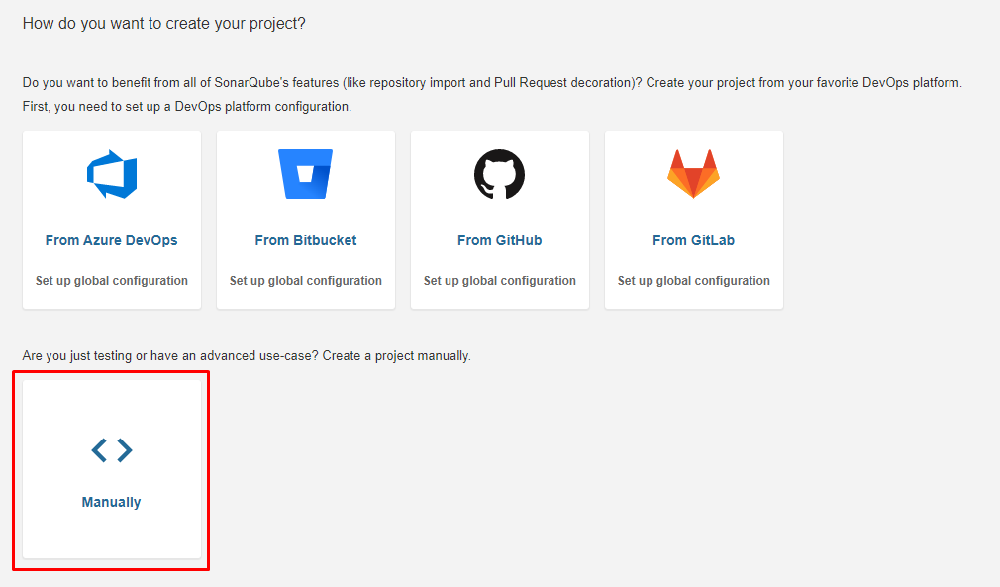 How do you want to create your project?
Do you want to benefit from all of SonarQube's features (like repository import and Pull Request decoration)? Create your project from your favorite DevOps platform.
First, you need to set up a DevOps platform configuration.
From Azure DevOps
From Bitbucket
From GitHub
From GitLab
Set up global configuration
Set up global configuration
Set up global configuration
Set up global configuration
Are you just testing or have an advanced use-case? Create a project manually.
Manually